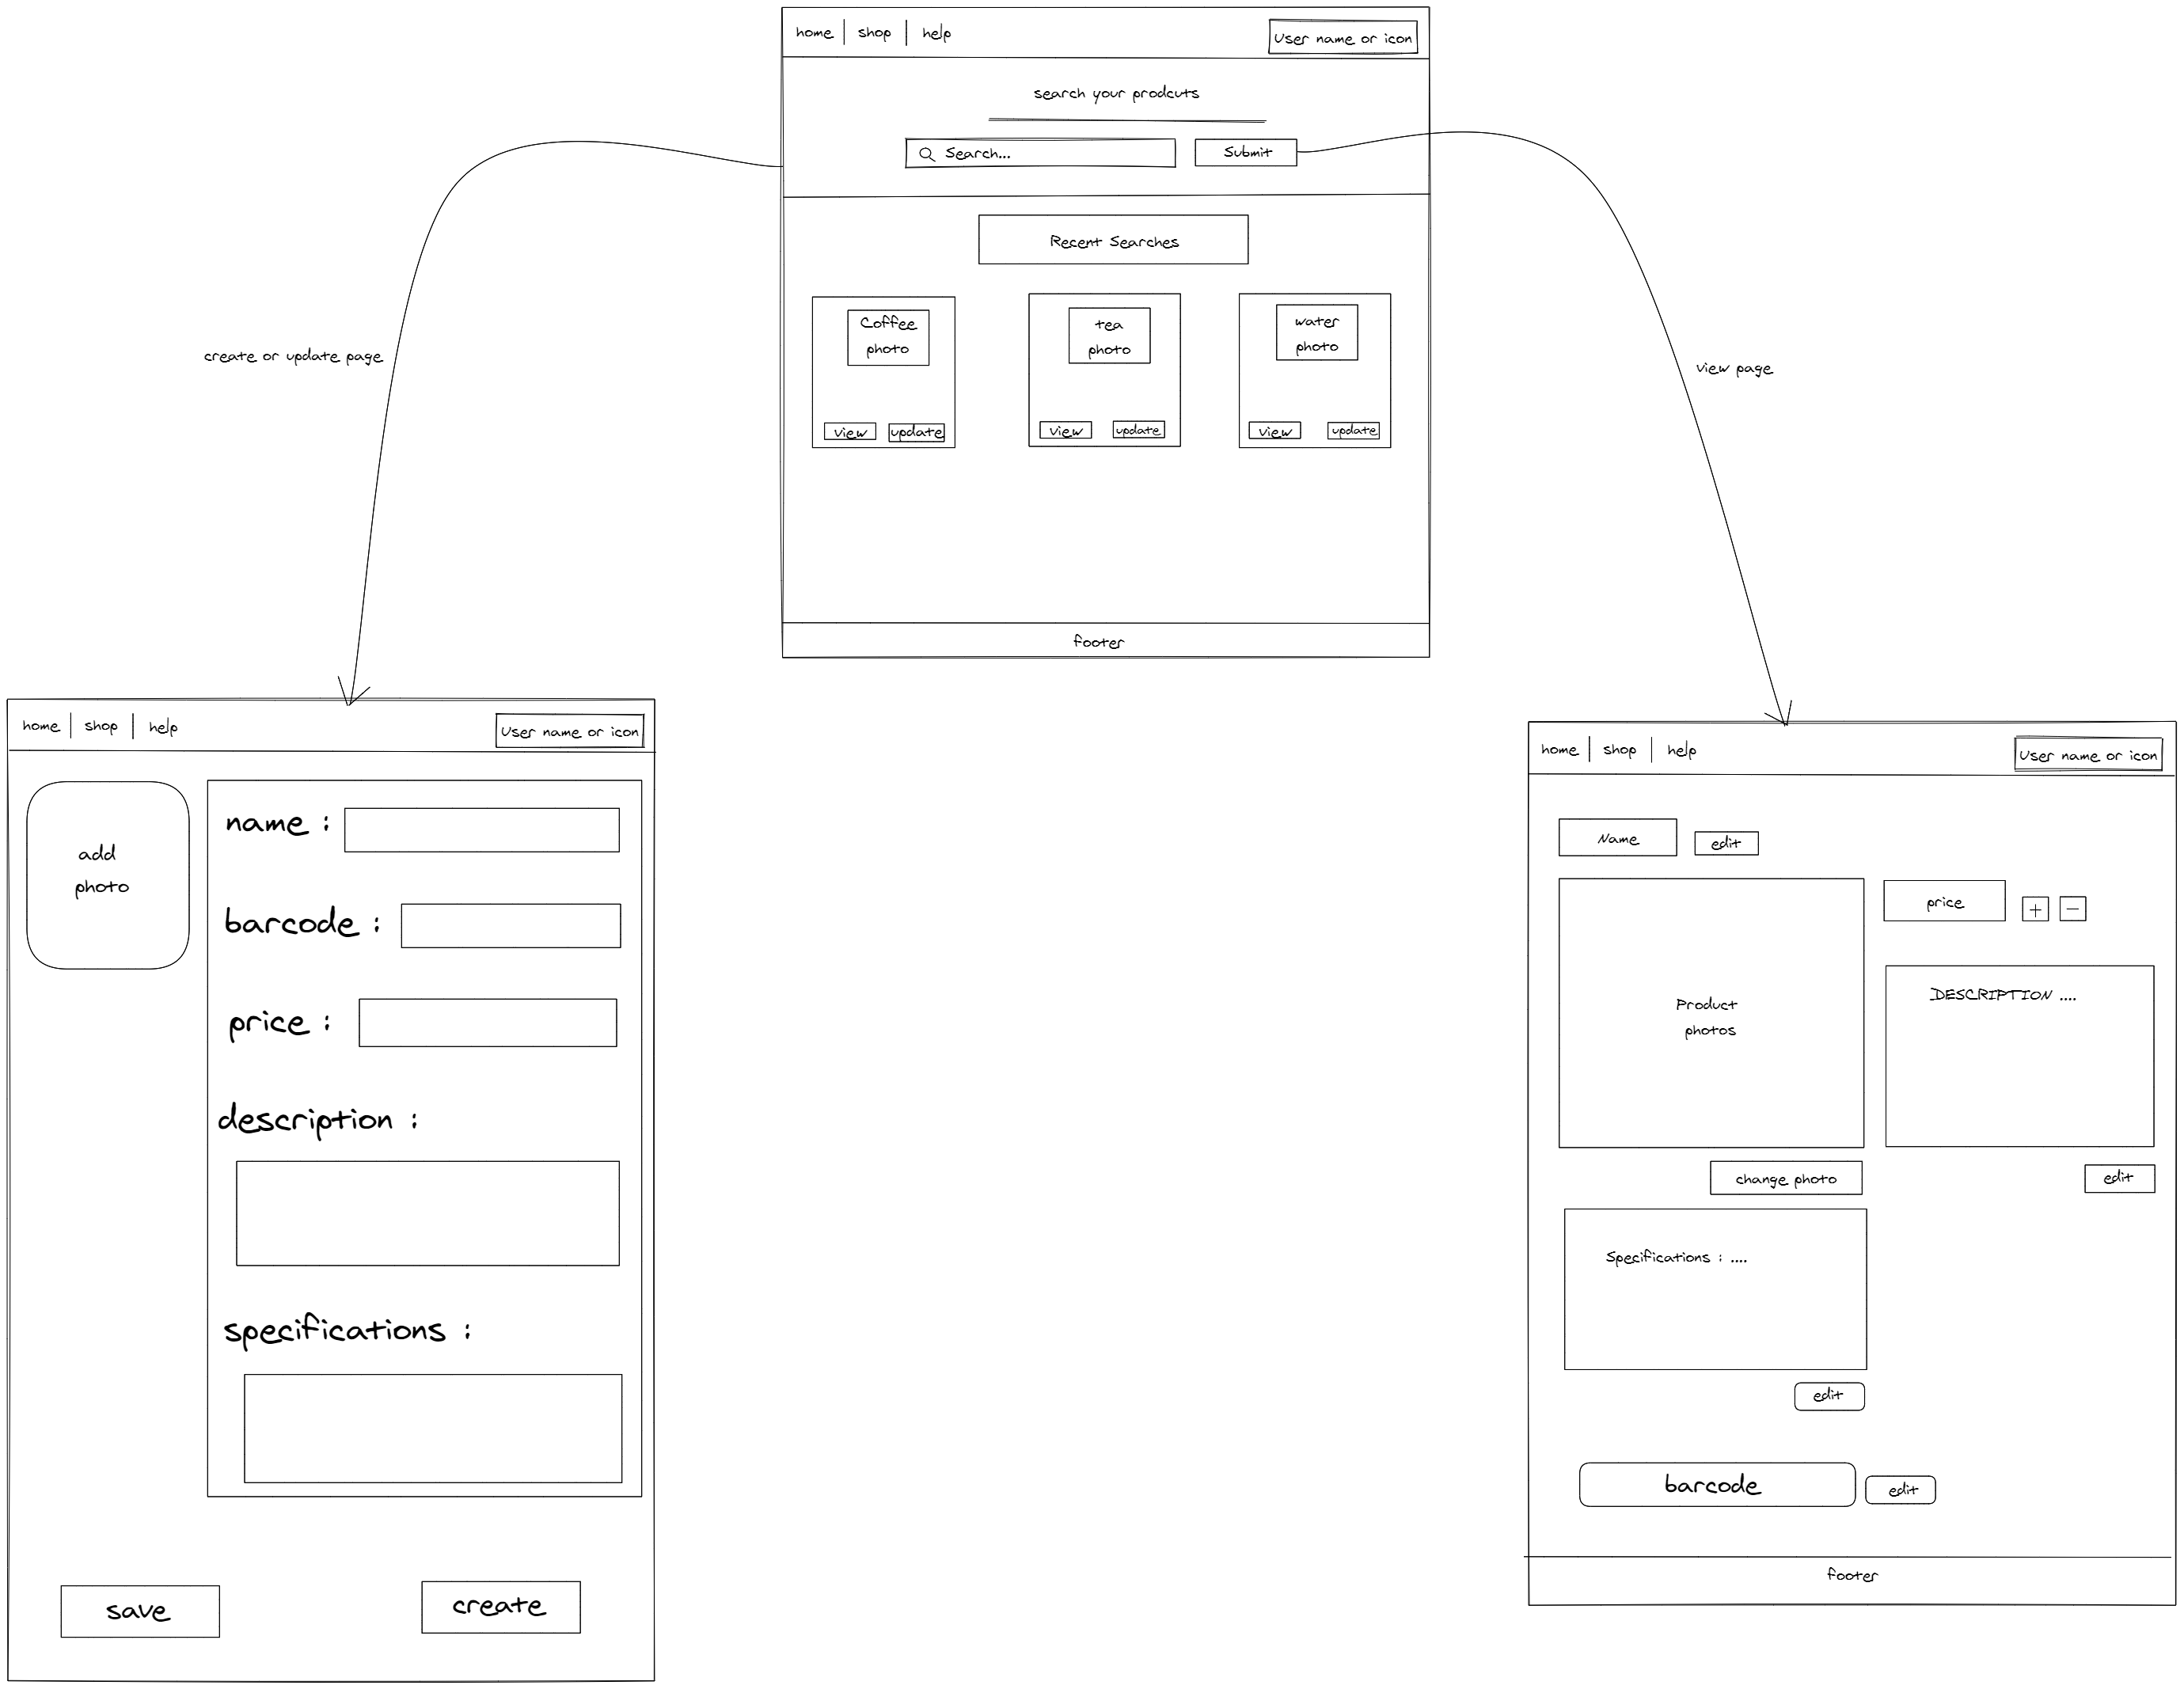 home shop help User name or icon
search your prodcuts
Search... Submit
Recent Searches
Coffee
photo
view update
tea
photo
view update
water
photo
view update
footer
create or update page
view page
home shop help User name or icon
add
photo
name :
barcode :
price :
description :
specifications :
save create
home shop help User name or icon
Name edit
Product
photos
price + -
DESCRIPTION ....
change photo
edit
Specifications : ....
edit
barcode edit
footer